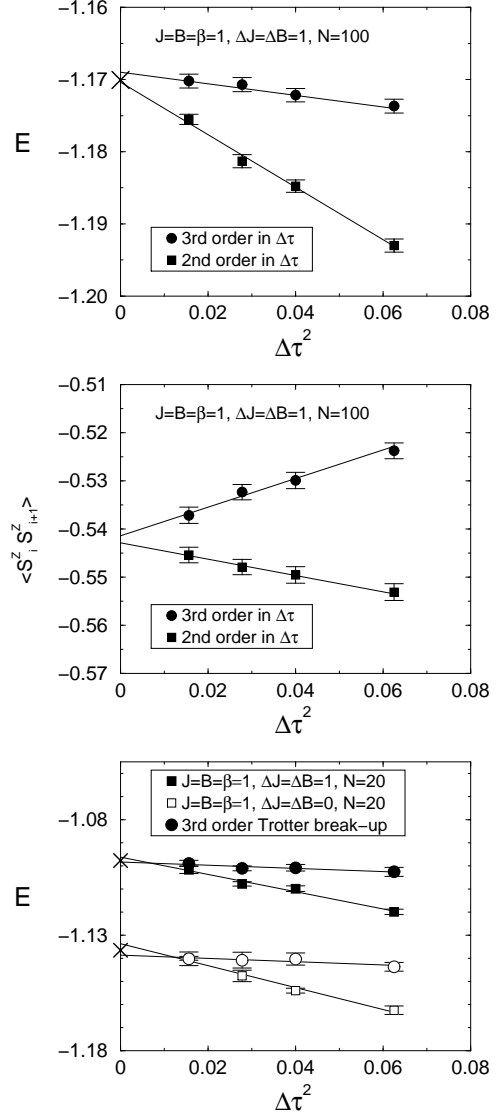 −1.16
J=B=β=1, ΔJ=ΔB=1, N=100
−1.17
E
−1.18
−1.19
3rd order in Δτ
2nd order in Δτ
−1.20
0 0.02 0.04 0.06 0.08
Δτ²
−0.51
J=B=β=1, ΔJ=ΔB=1, N=100
−0.52
−0.53
<S^Z_i S^Z_{i+1}>
−0.54
−0.55
−0.56
3rd order in Δτ
2nd order in Δτ
−0.57
0 0.02 0.04 0.06 0.08
Δτ²
J=B=β=1, ΔJ=ΔB=1, N=20
J=B=β=1, ΔJ=ΔB=0, N=20
3rd order Trotter break−up
−1.08
E
−1.13
−1.18
0 0.02 0.04 0.06 0.08
Δτ²